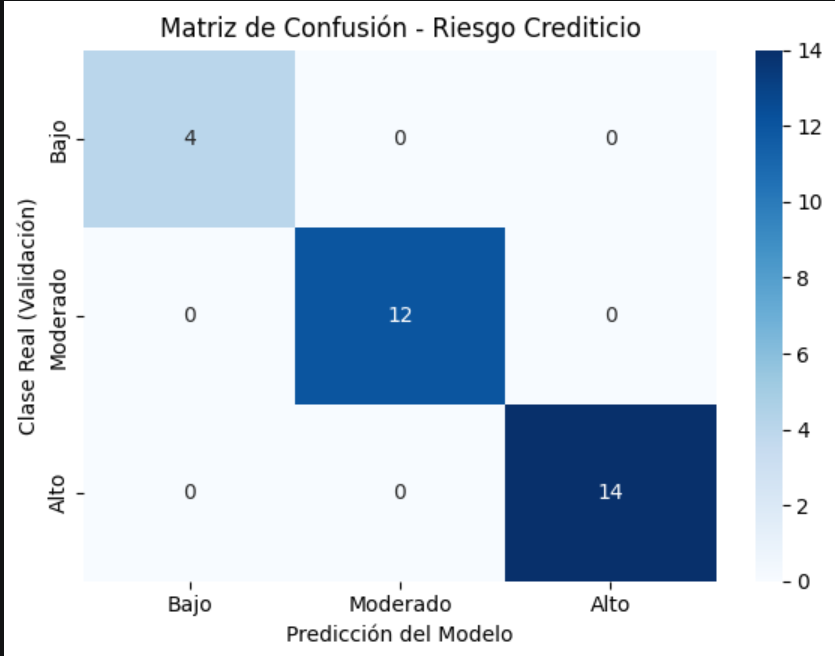 Matriz de Confusión - Riesgo Crediticio
Clase Real (Validación)
Bajo
4 0 0
Moderado
0 12 0
Alto
0 0 14
Bajo Moderado Alto
Predicción del Modelo
14
12
10
8
6
4
2
0